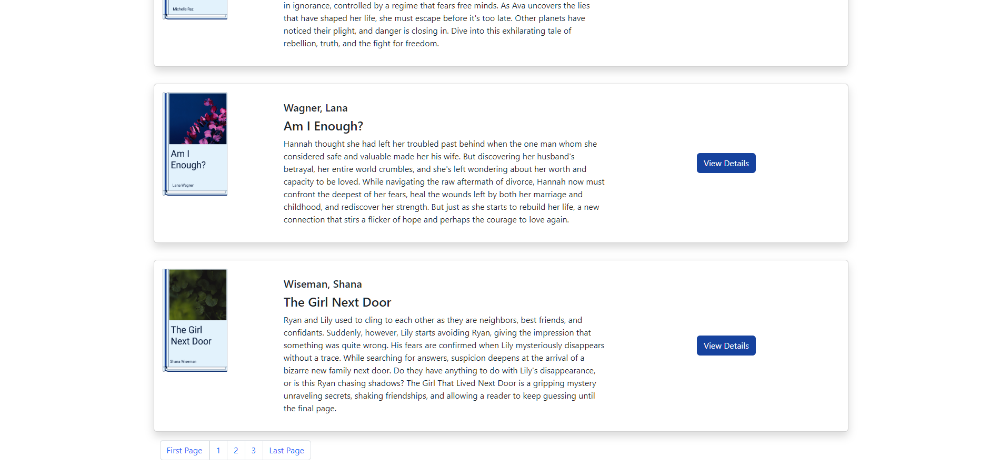 Michelle Raz
in ignorance, controlled by a regime that fears free minds. As Ava uncovers the lies
that have shaped her life, she must escape before it's too late. Other planets have
noticed their plight, and danger is closing in. Dive into this exhilarating tale of
rebellion, truth, and the fight for freedom.
Am I
Enough?
Lana Wagner
Wagner, Lana
Am I Enough?
Hannah thought she had left her troubled past behind when the one man whom she
considered safe and valuable made her his wife. But discovering her husband's
betrayal, her entire world crumbles, and she's left wondering about her worth and
capacity to be loved. While navigating the raw aftermath of divorce, Hannah now must
confront the deepest of her fears, heal the wounds left by both her marriage and
childhood, and rediscover her strength. But just as she starts to rebuild her life, a new
connection that stirs a flicker of hope and perhaps the courage to love again.
View Details
The Girl
Next Door
Shana Wiseman
Wiseman, Shana
The Girl Next Door
Ryan and Lily used to cling to each other as they are neighbors, best friends, and
confidants. Suddenly, however, Lily starts avoiding Ryan, giving the impression that
something was quite wrong. His fears are confirmed when Lily mysteriously disappears
without a trace. While searching for answers, suspicion deepens at the arrival of a
bizarre new family next door. Do they have anything to do with Lily's disappearance,
or is this Ryan chasing shadows? The Girl That Lived Next Door is a gripping mystery
unraveling secrets, shaking friendships, and allowing a reader to keep guessing until
the final page.
View Details
First Page 1 2 3 Last Page